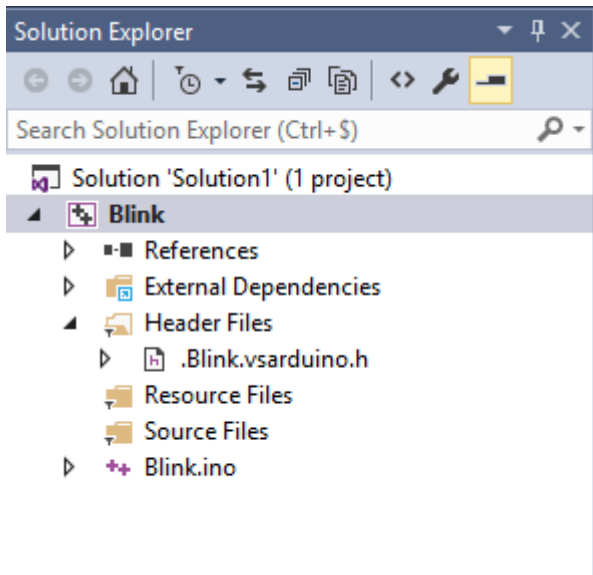 Solution Explorer
Search Solution Explorer (Ctrl+$)
Solution 'Solution1' (1 project)
Blink
References
External Dependencies
Header Files
.Blink.vsarduino.h
Resource Files
Source Files
Blink.ino